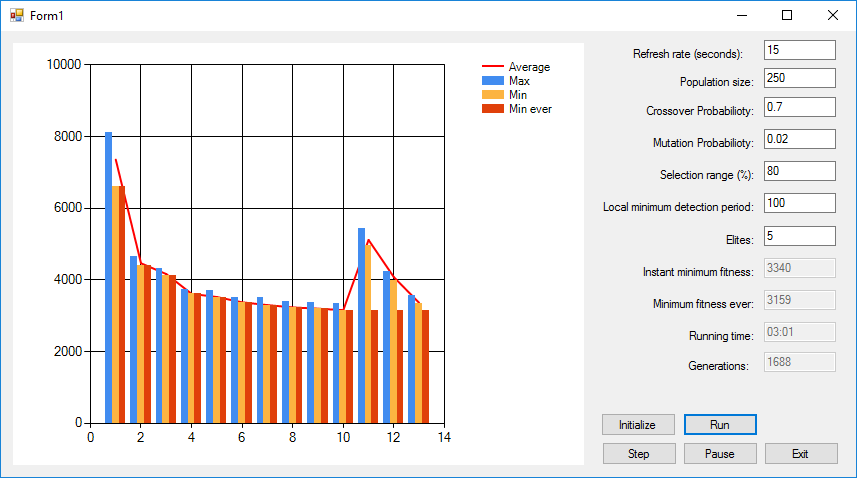 Form1
10000
8000
6000
4000
2000
0
0 2 4 6 8 10 12 14
Average
Max
Min
Min ever
Refresh rate (seconds): 15
Population size: 250
Crossover Probabilioty: 0.7
Mutation Probabilioty: 0.02
Selection range (%): 80
Local minimum detection period: 100
Elites: 5
Instant minimum fitness: 3340
Minimum fitness ever: 3159
Running time: 03:01
Generations: 1688
Initialize Run
Step Pause Exit